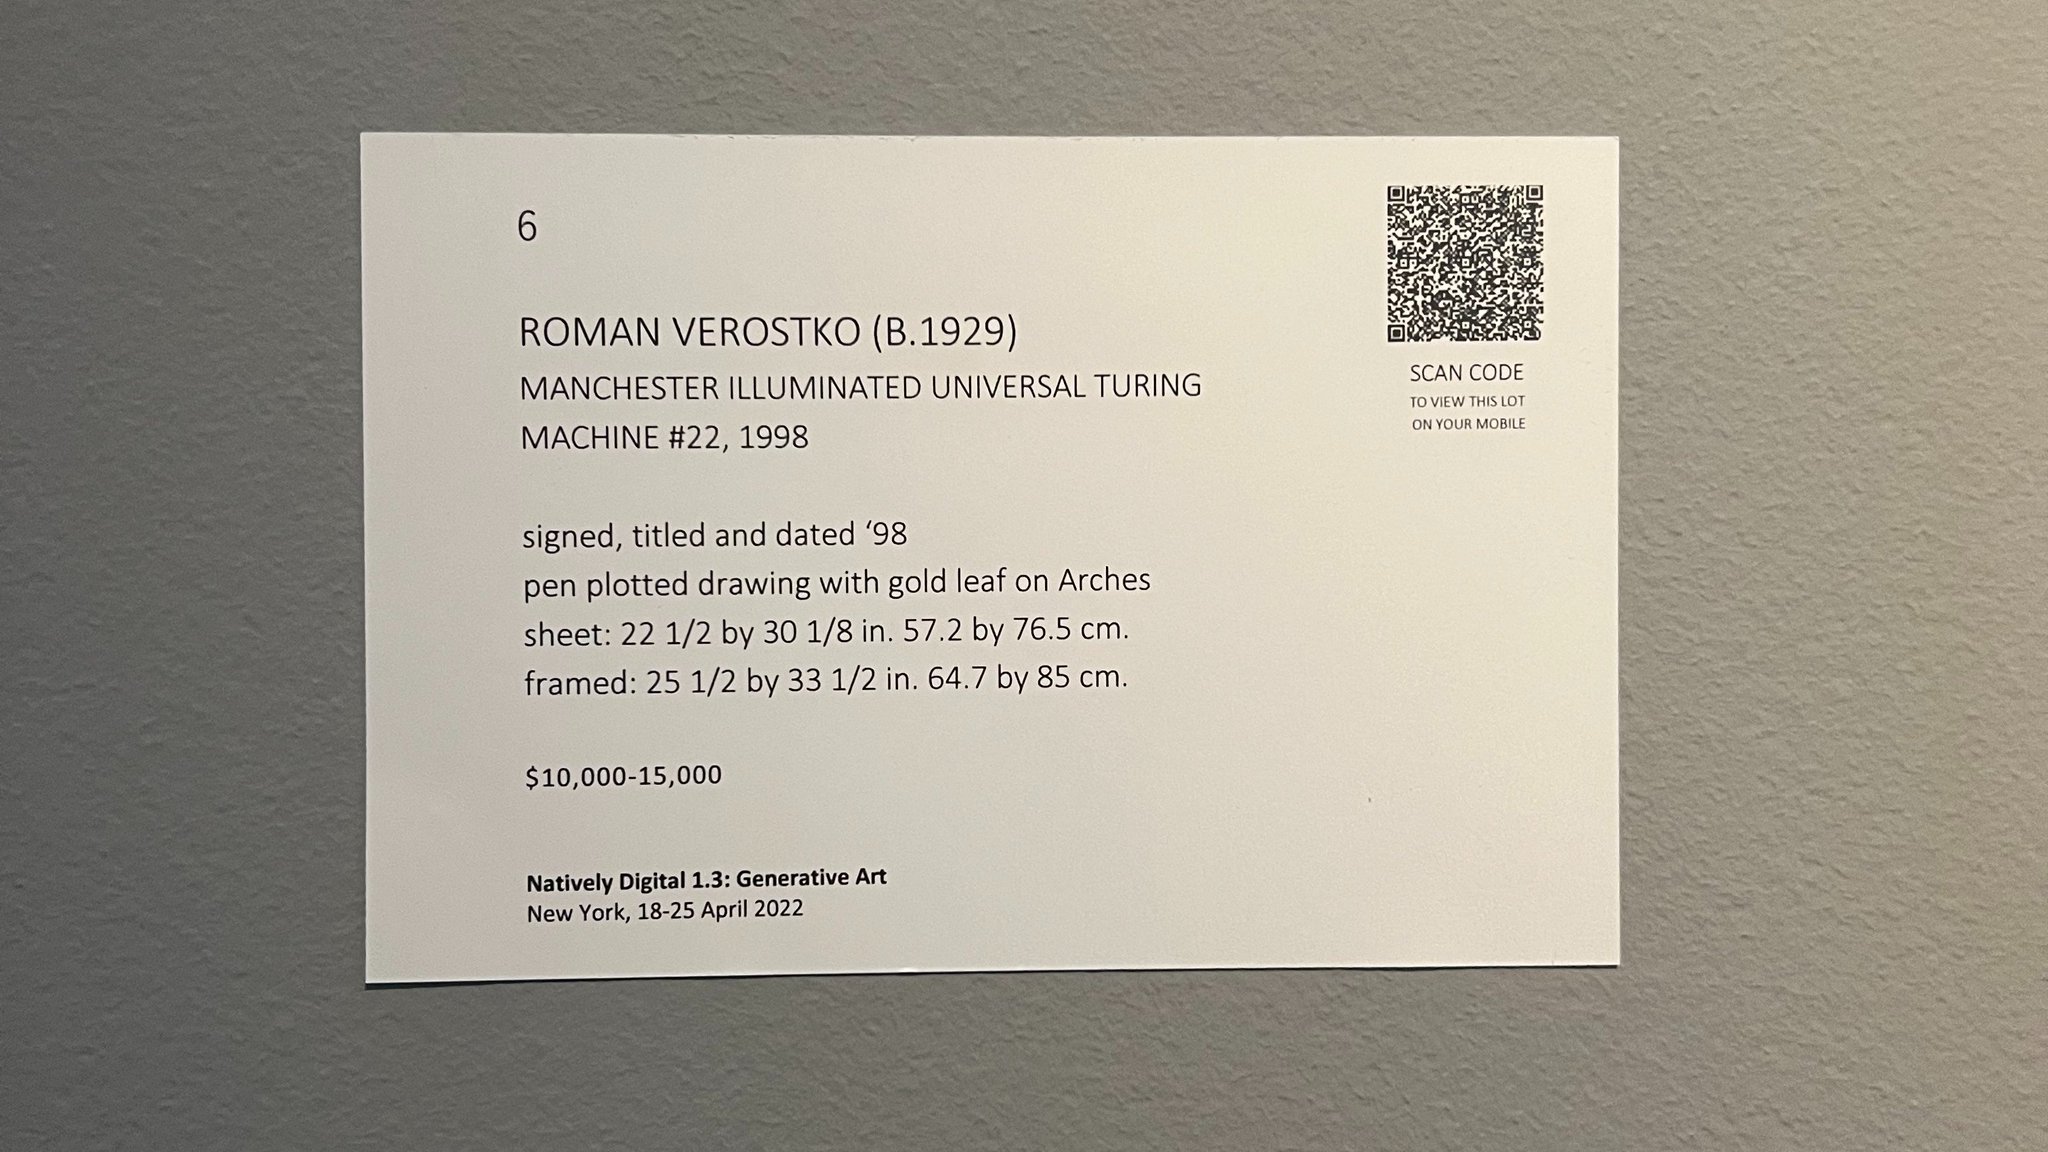 6
ROMAN VEROSTKO (B.1929)
MANCHESTER ILLUMINATED UNIVERSAL TURING
MACHINE #22, 1998
signed, titled and dated ‘98
pen plotted drawing with gold leaf on Arches
sheet: 22 1/2 by 30 1/8 in. 57.2 by 76.5 cm.
framed: 25 1/2 by 33 1/2 in. 64.7 by 85 cm.
$10,000-15,000
Natively Digital 1.3: Generative Art
New York, 18-25 April 2022
SCAN CODE
TO VIEW THIS LOT
ON YOUR MOBILE